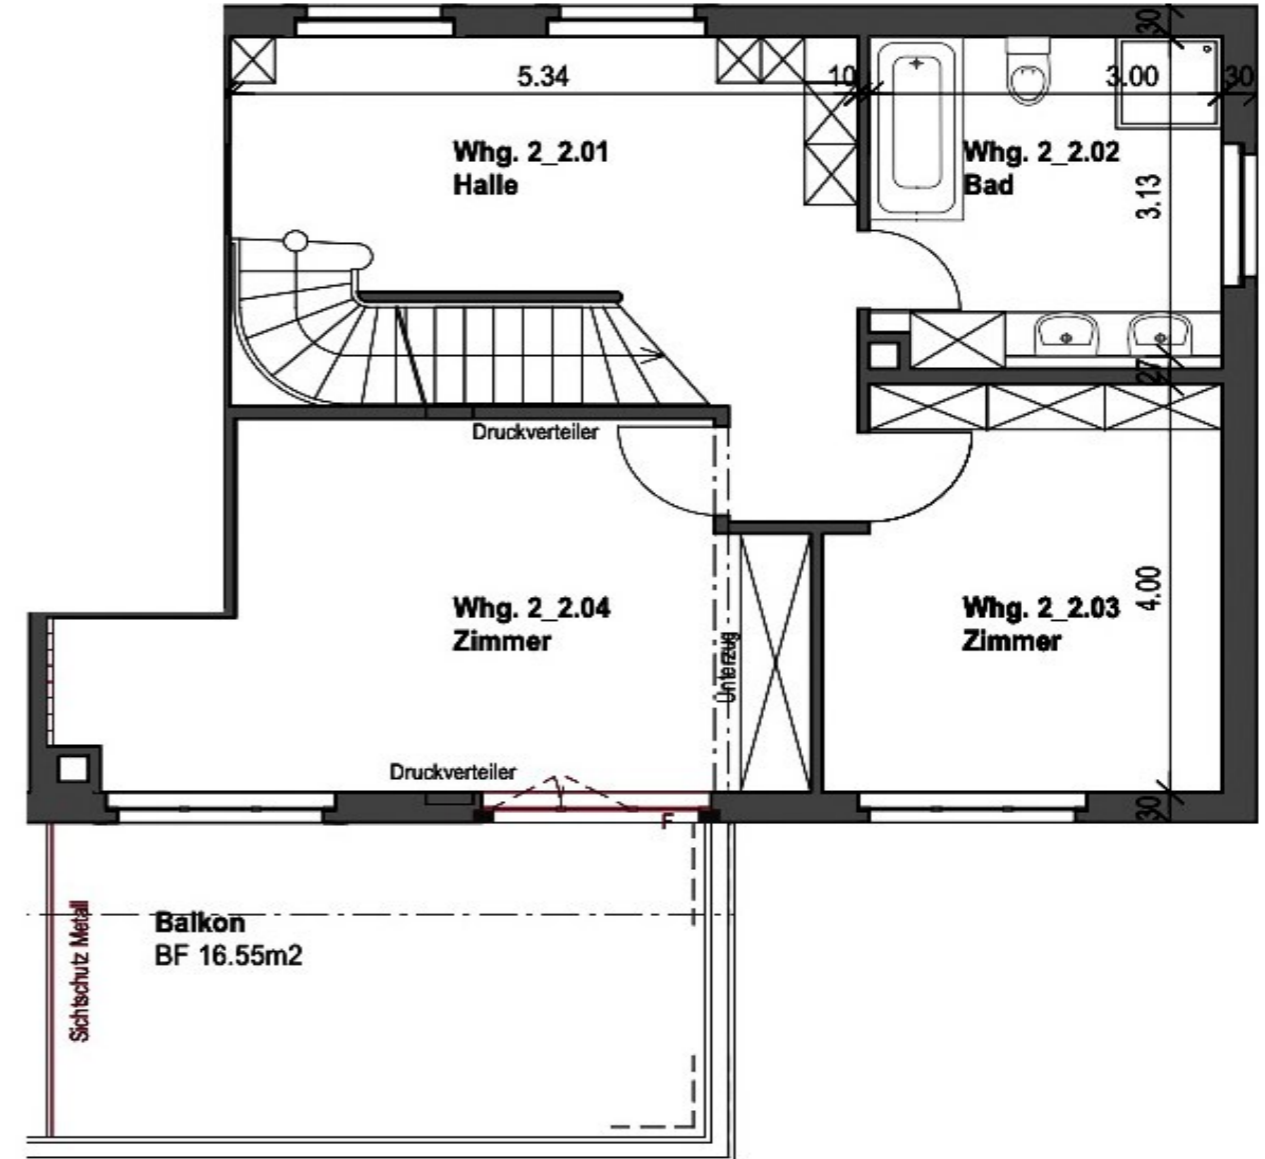 30
5.34
10
3.00
30
Whg. 2_2.01
Halle
Whg. 2_2.02
Bad
3.13
27
Druckverteiler
Whg. 2_2.04
Zimmer
Unterzug
Whg. 2_2.03
Zimmer
4.00
Druckverteiler
F
30
Sichtschutz Metall
Balkon
BF 16.55m2